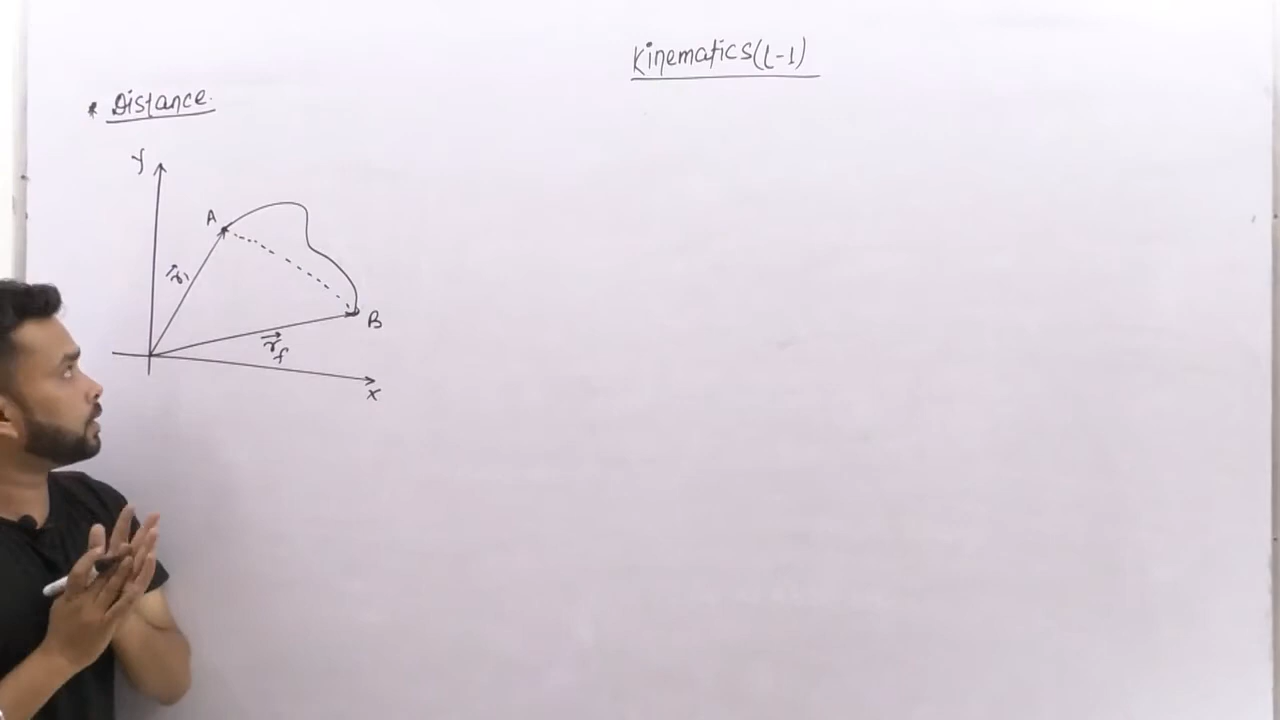 Kinematics(L-1)
* Distance.
y
A
r⃗i
B
r⃗f
x